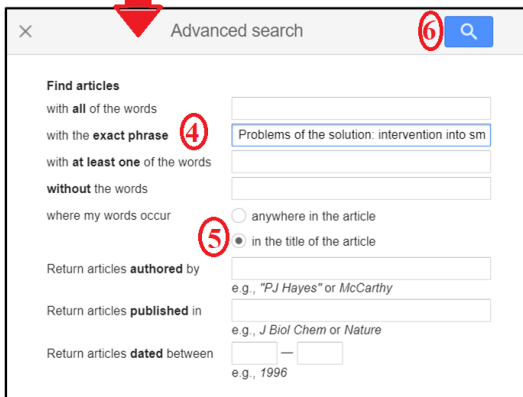 × Advanced search 6
Find articles
with all of the words
with the exact phrase 4 Problems of the solution: intervention into sm
with at least one of the words
without the words
where my words occur anywhere in the article
5 in the title of the article
Return articles authored by
e.g., "PJ Hayes" or McCarthy
Return articles published in
e.g., J Biol Chem or Nature
Return articles dated between —
e.g., 1996